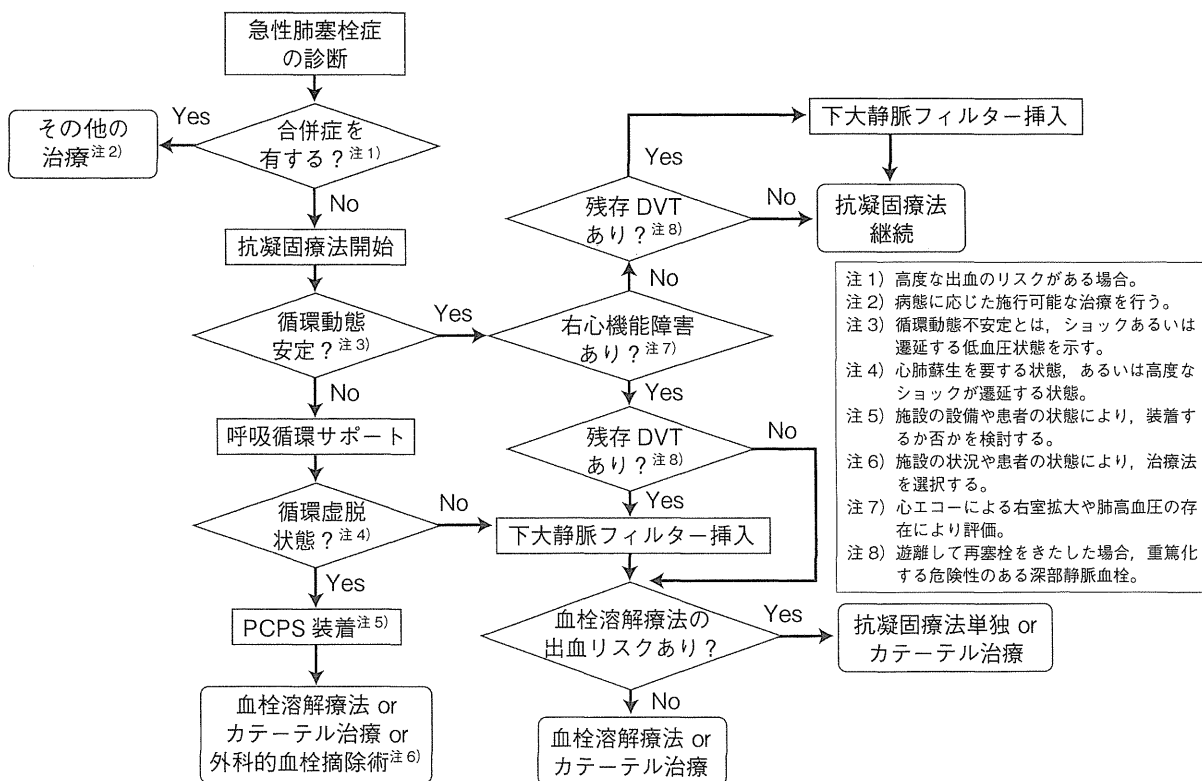 急性肺塞栓症
の診断
合併症を
有する？注1)
Yes
その他の
治療注2)
No
抗凝固療法開始
循環動態
安定？注3)
Yes
No
呼吸循環サポート
循環虚脱
状態？注4)
No
Yes
PCPS 装着注5)
血栓溶解療法 or
カテーテル治療 or
外科的血栓摘除術注6)
右心機能障害
あり？注7)
No
残存 DVT
あり？注8)
Yes
下大静脈フィルター挿入
No
抗凝固療法
継続
Yes
残存 DVT
あり？注8)
No
Yes
下大静脈フィルター挿入
血栓溶解療法の
出血リスクあり？
Yes
抗凝固療法単独 or
カテーテル治療
No
血栓溶解療法 or
カテーテル治療
注1）高度な出血のリスクがある場合。
注2）病態に応じた施行可能な治療を行う。
注3）循環動態不安定とは，ショックあるいは
遷延する低血圧状態を示す。
注4）心肺蘇生を要する状態，あるいは高度な
ショックが遷延する状態。
注5）施設の設備や患者の状態により，装着す
るか否かを検討する。
注6）施設の状況や患者の状態により，治療法
を選択する。
注7）心エコーによる右室拡大や肺高血圧の存
在により評価。
注8）遊離して再塞栓をきたした場合，重篤化
する危険性のある深部静脈血栓。